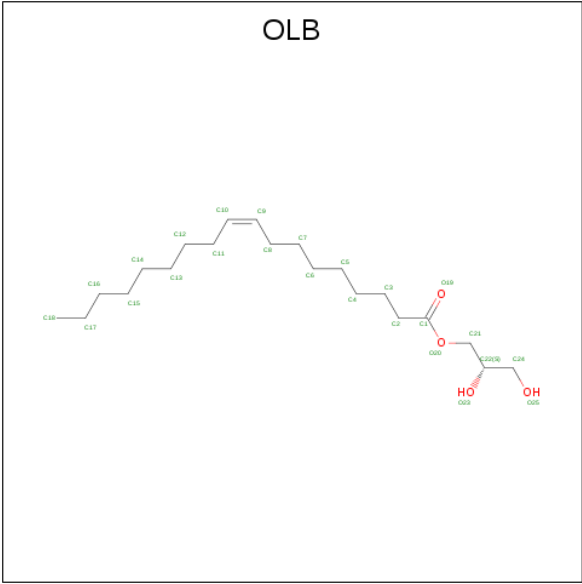 OLB
C10 C9
C12 C7
C11 C8
C14 C5
C13 C6
C16 C3 O19
C15 C4
C18 C17 C2 C1
O
O C21
O20
C22(S) C24
HO OH
O23 O25